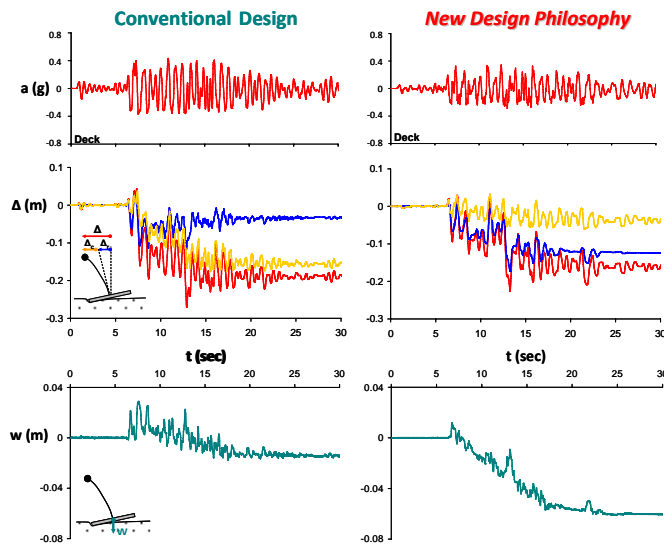 Conventional Design
New Design Philosophy
a (g)
0.8
0.4
0
-0.4
-0.8
Deck
0.8
0.4
0
-0.4
-0.8
Deck
Δ (m)
0.1
0
-0.1
-0.2
-0.3
Δ
0 5 10 15 20 25 30
t (sec)
0.1
0
-0.1
-0.2
-0.3
0 5 10 15 20 25 30
t (sec)
0 5 10 15 20 25 30
w (m)
0.04
0
-0.04
-0.08
w
0 5 10 15 20 25 30
0.04
0
-0.04
-0.08